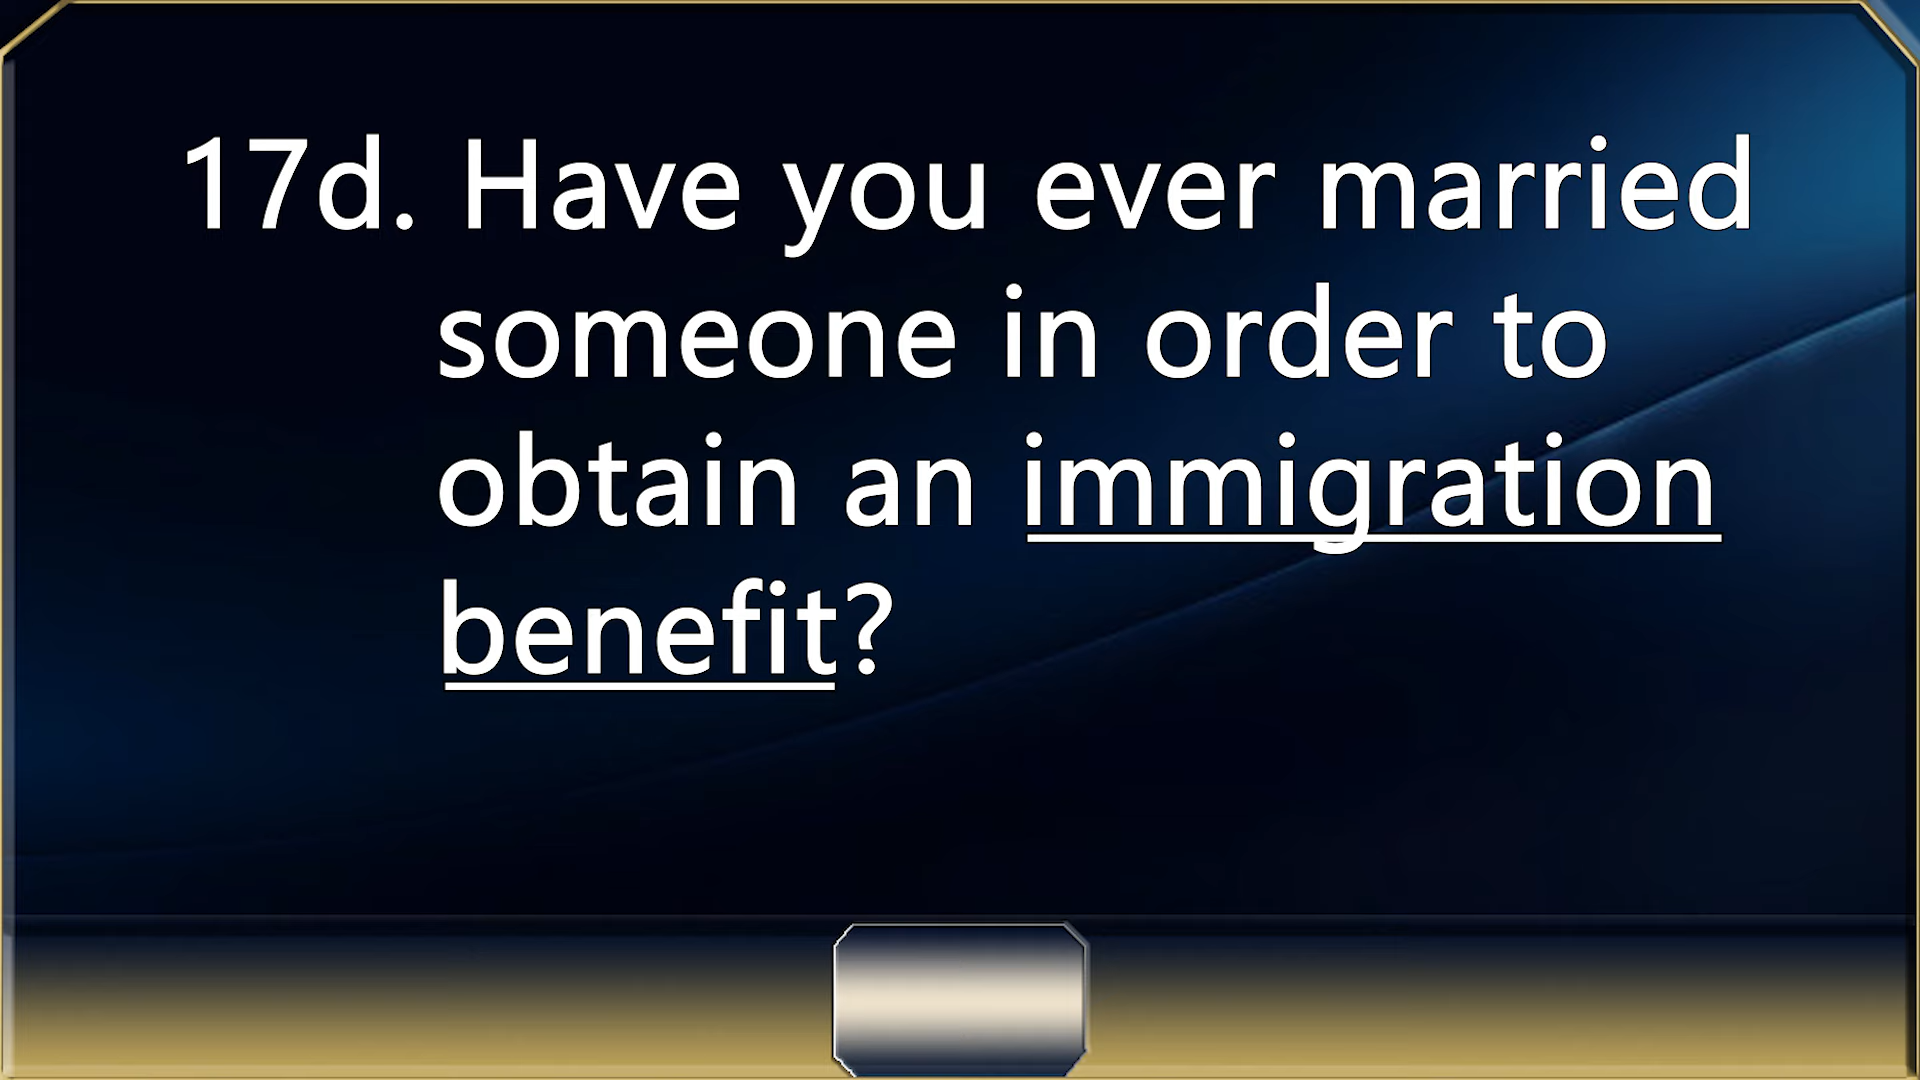 17d. Have you ever married
someone in order to
obtain an immigration
benefit?